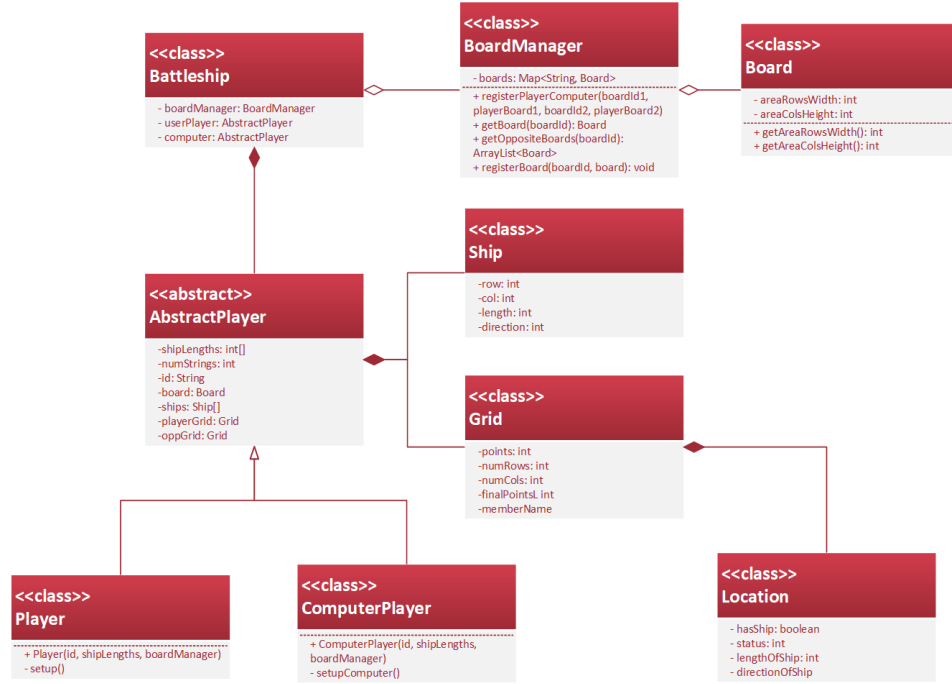 <<class>>
Battleship
- boardManager: BoardManager
- userPlayer: AbstractPlayer
- computer: AbstractPlayer
<<class>>
BoardManager
- boards: Map<String, Board>
+ registerPlayerComputer(boardId1,
playerBoard1, boardId2, playerBoard2)
+ getBoard(boardId): Board
+ getOppositeBoards(boardId):
ArrayList<Board>
+ registerBoard(boardId, board): void
<<class>>
Board
- areaRowsWidth: int
- areaColsHeight: int
+ getAreaRowsWidth(): int
+ getAreaColsHeight(): int
<<class>>
Ship
-row: int
-col: int
-length: int
-direction: int
<<abstract>>
AbstractPlayer
-shipLengths: int[]
-numStrings: int
-id: String
-board: Board
-ships: Ship[]
-playerGrid: Grid
-oppGrid: Grid
<<class>>
Grid
-points: int
-numRows: int
-numCols: int
-finalPointsL int
-memberName
<<class>>
Player
+ Player(id, shipLengths, boardManager)
- setup()
<<class>>
ComputerPlayer
+ ComputerPlayer(id, shipLengths,
boardManager)
- setupComputer()
<<class>>
Location
- hasShip: boolean
- status: int
- lengthOfShip: int
- directionOfShip